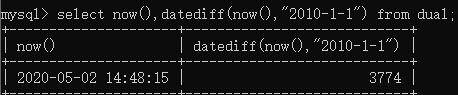 mysql> select now(),datediff(now(),"2010-1-1") from dual;
+---------------------+----------------------------+
| now() | datediff(now(),"2010-1-1") |
+---------------------+----------------------------+
| 2020-05-02 14:48:15 | 3774 |